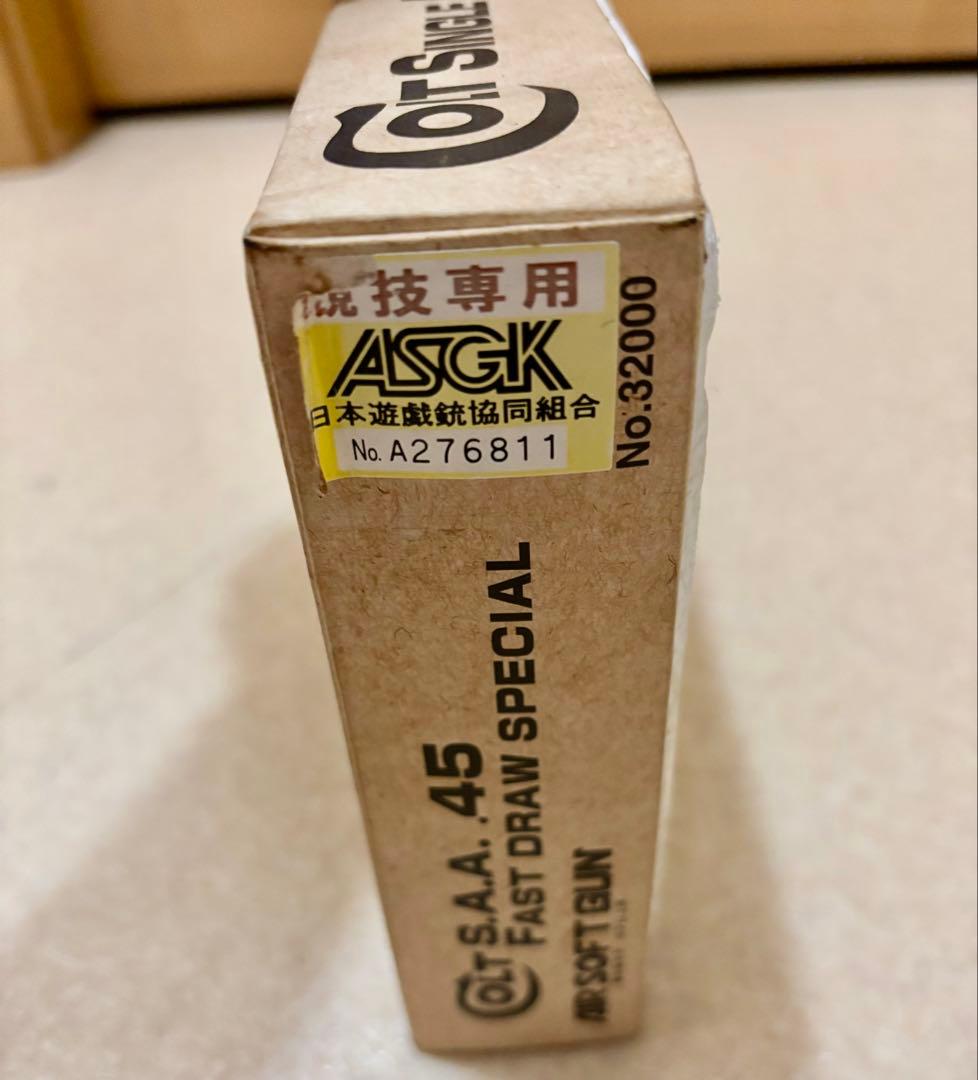 COLT SINGLE
競技専用
ASGK
日本遊戯銃協同組合
No. A276811
No.32000
COLT S.A.A. .45
FAST DRAW SPECIAL
AIR SOFT GUN